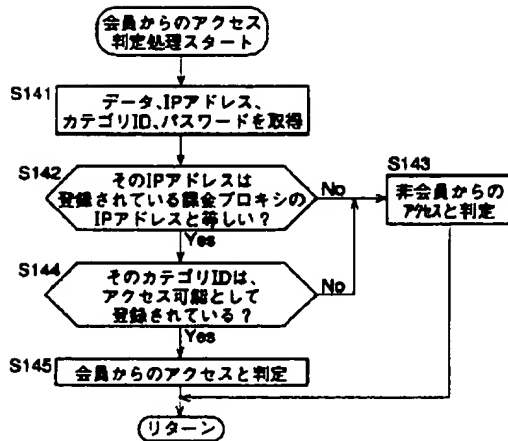 会員からのアクセス
判定処理スタート
S141
データ、IPアドレス、
カテゴリID、パスワードを取得
S142
そのIPアドレスは
登録されている課金プロキシの
IPアドレスと等しい?
No
Yes
S143
非会員からの
アクセスと判定
S144
そのカテゴリIDは、
アクセス可能として
登録されている?
No
Yes
S145
会員からのアクセスと判定
リターン